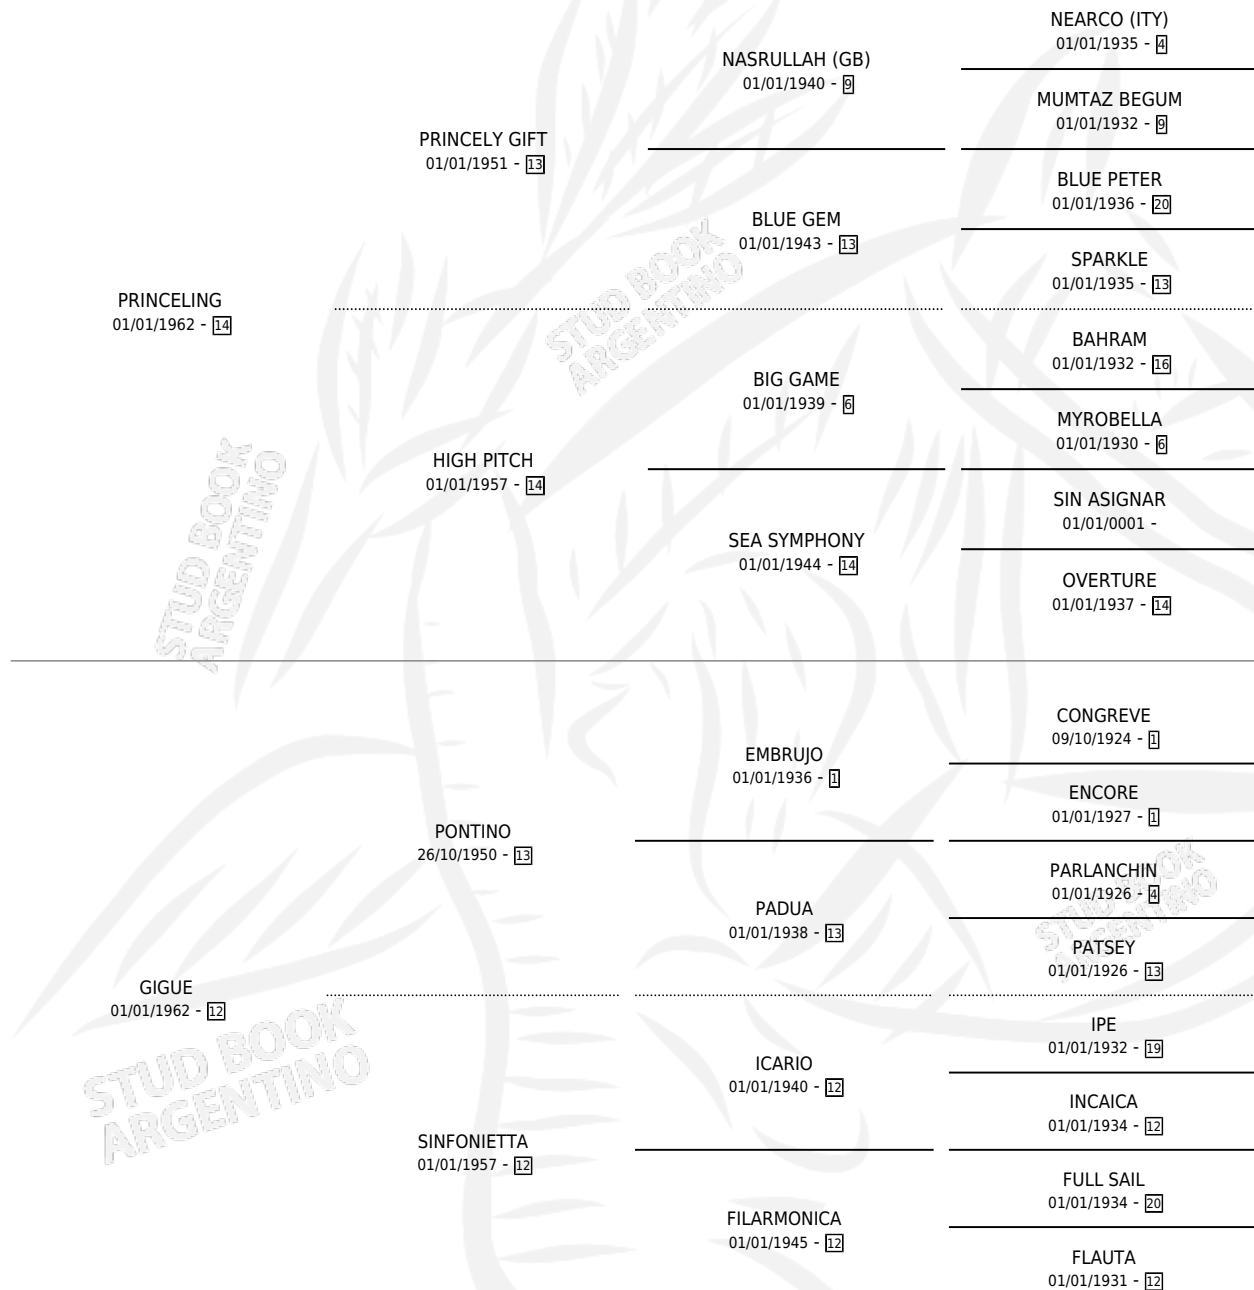 NEARCO (ITY)
01/01/1935 - 4
NASRULLAH (GB)
01/01/1940 - 9
MUMTAZ BEGUM
01/01/1932 - 9
PRINCELY GIFT
01/01/1951 - 13
BLUE PETER
01/01/1936 - 20
BLUE GEM
01/01/1943 - 13
SPARKLE
01/01/1935 - 13
PRINCELING
01/01/1962 - 14
STUD BOOK
ARGENTINO
BAHRAM
01/01/1932 - 16
BIG GAME
01/01/1939 - 6
MYROBELLA
01/01/1930 - 6
HIGH PITCH
01/01/1957 - 14
SIN ASIGNAR
01/01/0001 -
SEA SYMPHONY
01/01/1944 - 14
OVERTURE
01/01/1937 - 14
STUD BOOK
ARGENTINO
CONGREVE
09/10/1924 - 1
EMBRUJO
01/01/1936 - 1
ENCORE
01/01/1927 - 1
PONTINO
26/10/1950 - 13
PARLANCHIN
01/01/1926 - 4
PADUA
01/01/1938 - 13
PATSEY
01/01/1926 - 13
STUD BOOK
ARGENTINO
GIGUE
01/01/1962 - 12
IPE
01/01/1932 - 19
ICARIO
01/01/1940 - 12
INCAICA
01/01/1934 - 12
STUD BOOK
ARGENTINO
SINFONIETTA
01/01/1957 - 12
FULL SAIL
01/01/1934 - 20
FILARMONICA
01/01/1945 - 12
FLAUTA
01/01/1931 - 12